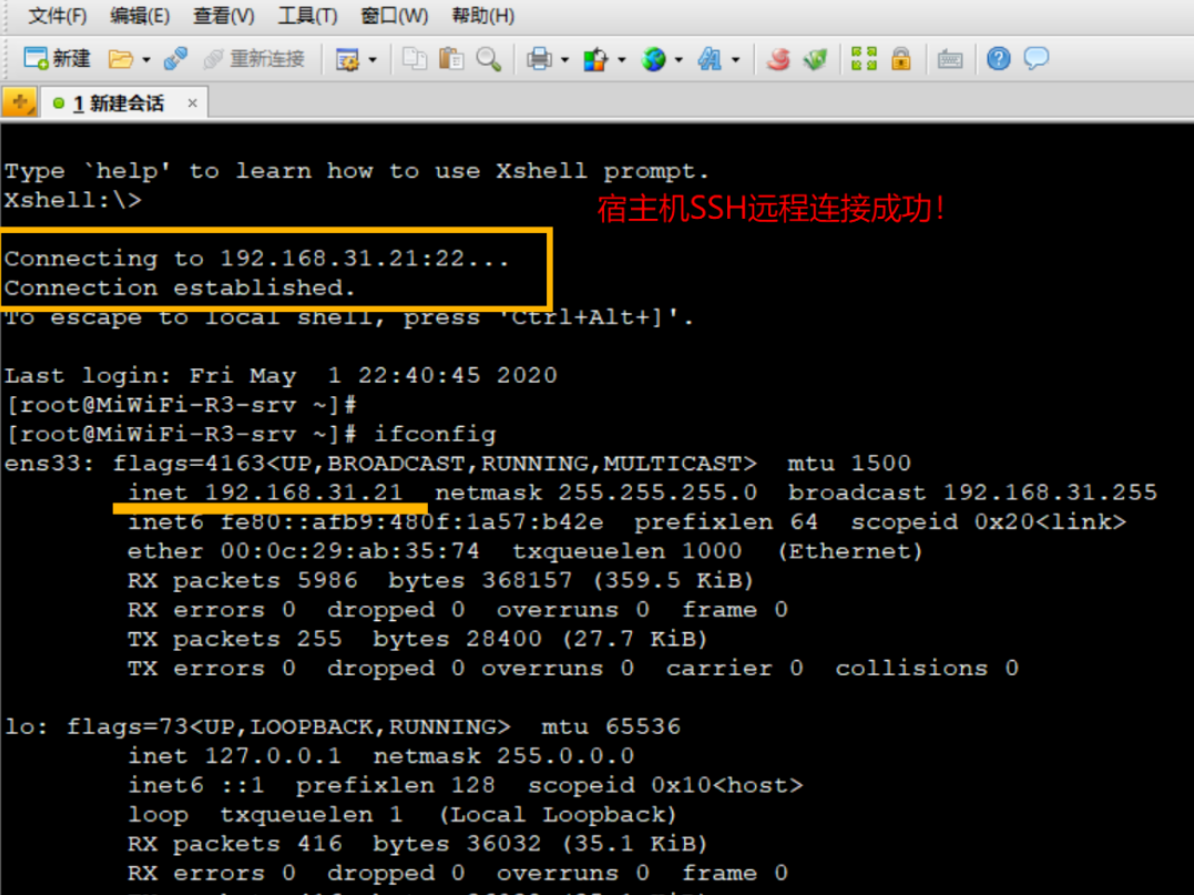 文件(F) 编辑(E) 查看(V) 工具(T) 窗口(W) 帮助(H)
新建 重新连接
1 新建会话 ×
Type `help' to learn how to use Xshell prompt.
Xshell:\>
宿主机SSH远程连接成功!
Connecting to 192.168.31.21:22...
Connection established.
To escape to local shell, press 'Ctrl+Alt+]'.
Last login: Fri May  1 22:40:45 2020
[root@MiWiFi-R3-srv ~]#
[root@MiWiFi-R3-srv ~]# ifconfig
ens33: flags=4163<UP,BROADCAST,RUNNING,MULTICAST>  mtu 1500
inet 192.168.31.21  netmask 255.255.255.0  broadcast 192.168.31.255
inet6 fe80::afb9:480f:1a57:b42e  prefixlen 64  scopeid 0x20<link>
ether 00:0c:29:ab:35:74  txqueuelen 1000  (Ethernet)
RX packets 5986  bytes 368157 (359.5 KiB)
RX errors 0  dropped 0  overruns 0  frame 0
TX packets 255  bytes 28400 (27.7 KiB)
TX errors 0  dropped 0 overruns 0  carrier 0  collisions 0
lo: flags=73<UP,LOOPBACK,RUNNING>  mtu 65536
inet 127.0.0.1  netmask 255.0.0.0
inet6 ::1  prefixlen 128  scopeid 0x10<host>
loop  txqueuelen 1  (Local Loopback)
RX packets 416  bytes 36032 (35.1 KiB)
RX errors 0  dropped 0  overruns 0  frame 0